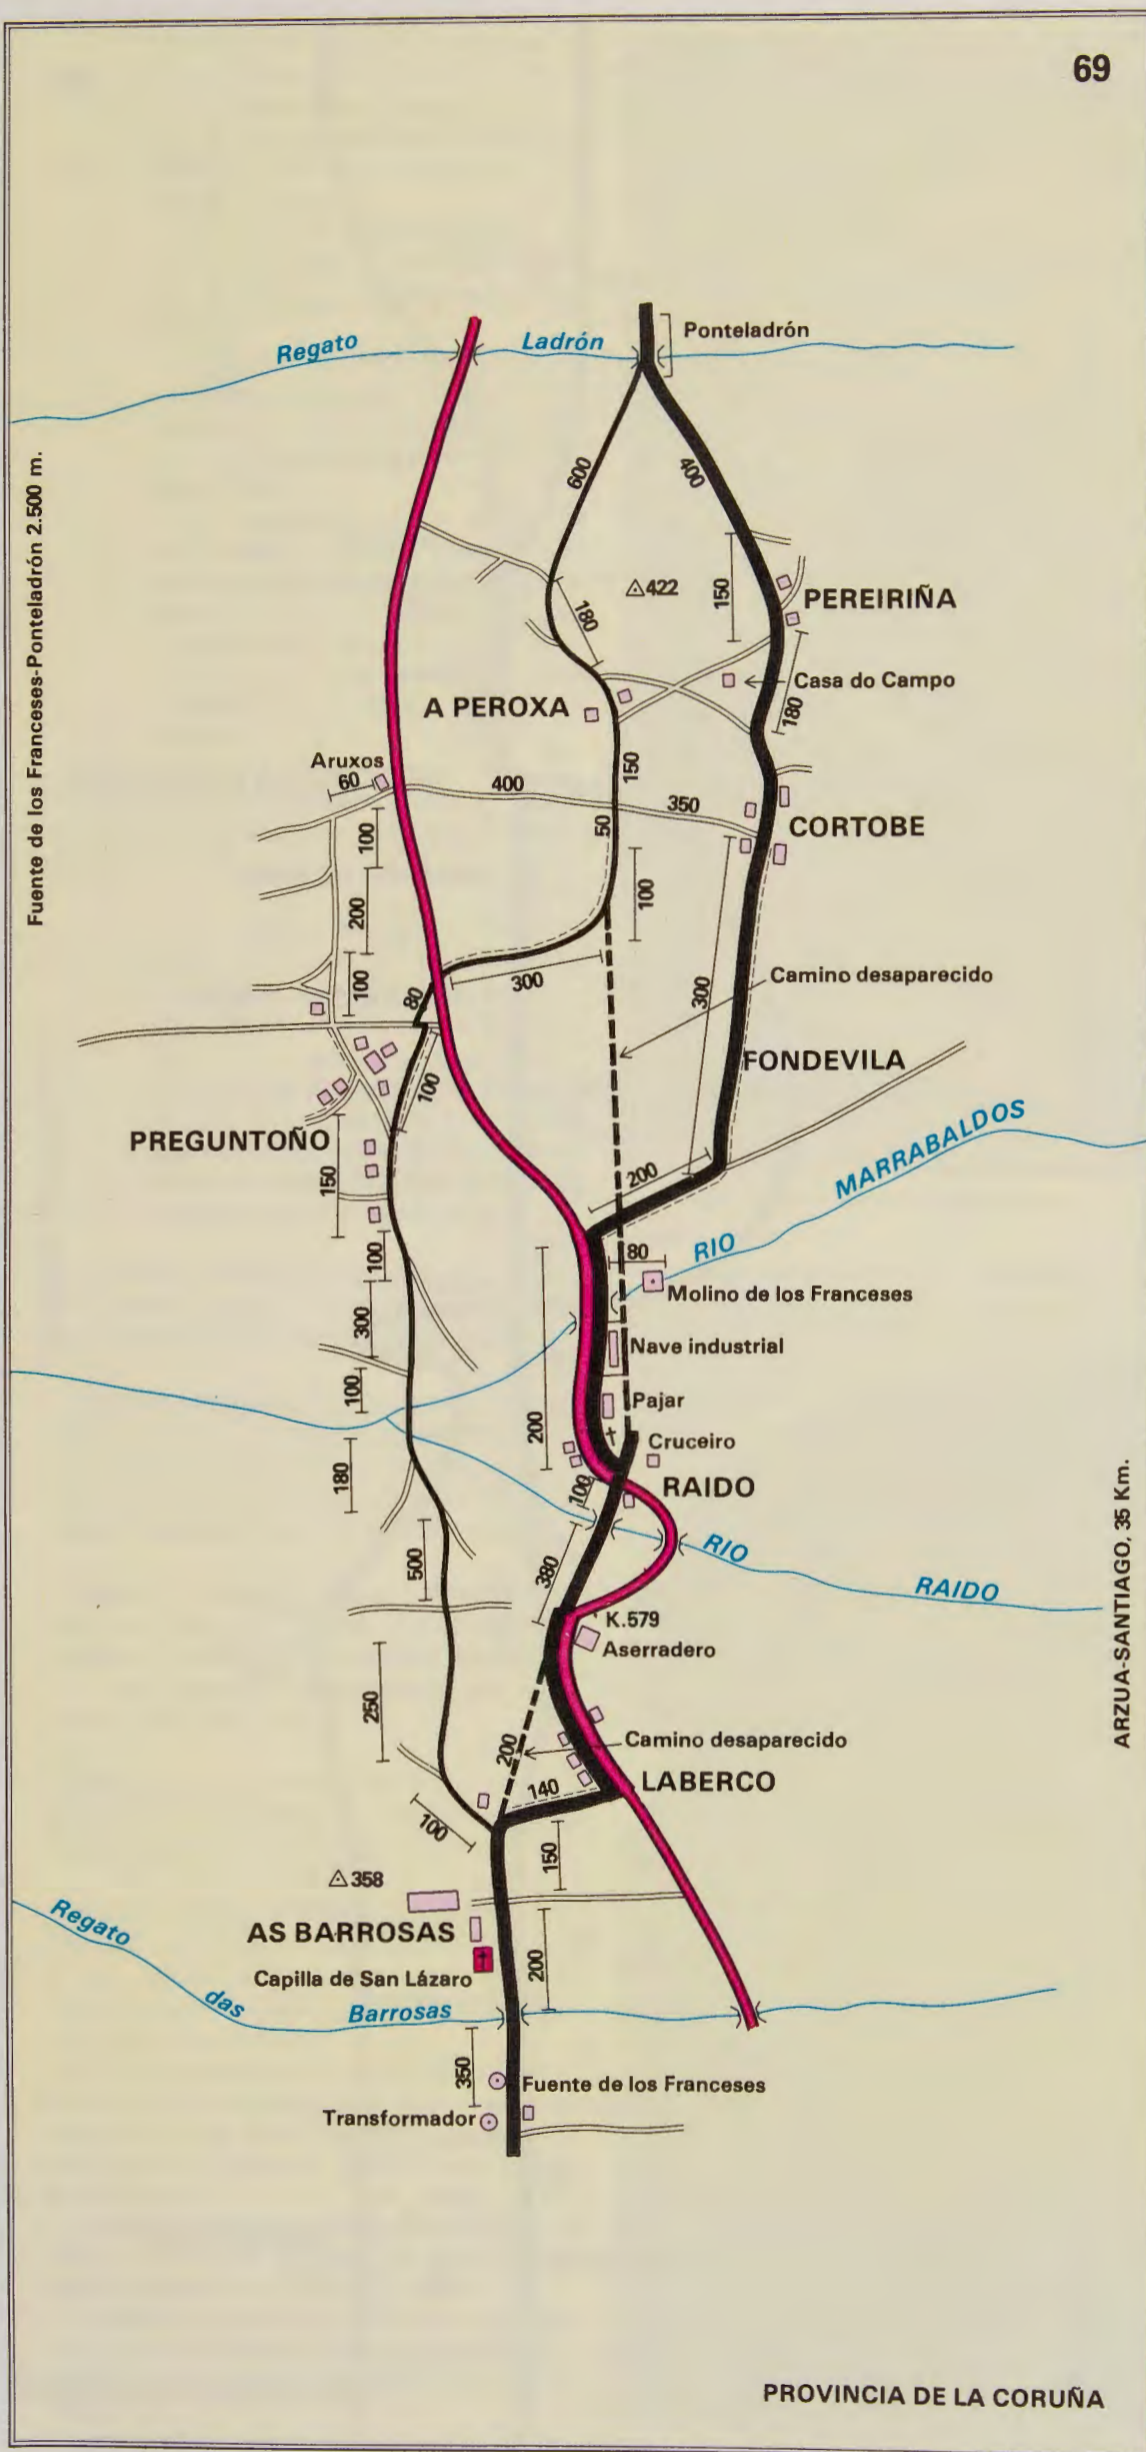 69
Ponteladrón
Regato Ladrón
Fuente de los Franceses-Ponteladrón 2.500 m.
600
400
422
150
PEREIRIÑA
180
Casa do Campo
A PEROXA
180
Aruxos
60
150
400
350
50
CORTOBE
100
200
100
100
300
300
Camino desaparecido
80
100
FONDEVILA
MARRABALDOS
PREGUNTOÑO
150
200
RIO
80
100
Molino de los Franceses
300
Nave industrial
100
Pajar
200
Cruceiro
180
100
RAIDO
ARZUA-SANTIAGO, 35 Km.
500
380
RIO
RAIDO
K.579
Aserradero
250
200
Camino desaparecido
140
LABERCO
100
150
358
AS BARROSAS
Regato
Capilla de San Lázaro
200
das
Barrosas
350
Fuente de los Franceses
Transformador
PROVINCIA DE LA CORUÑA